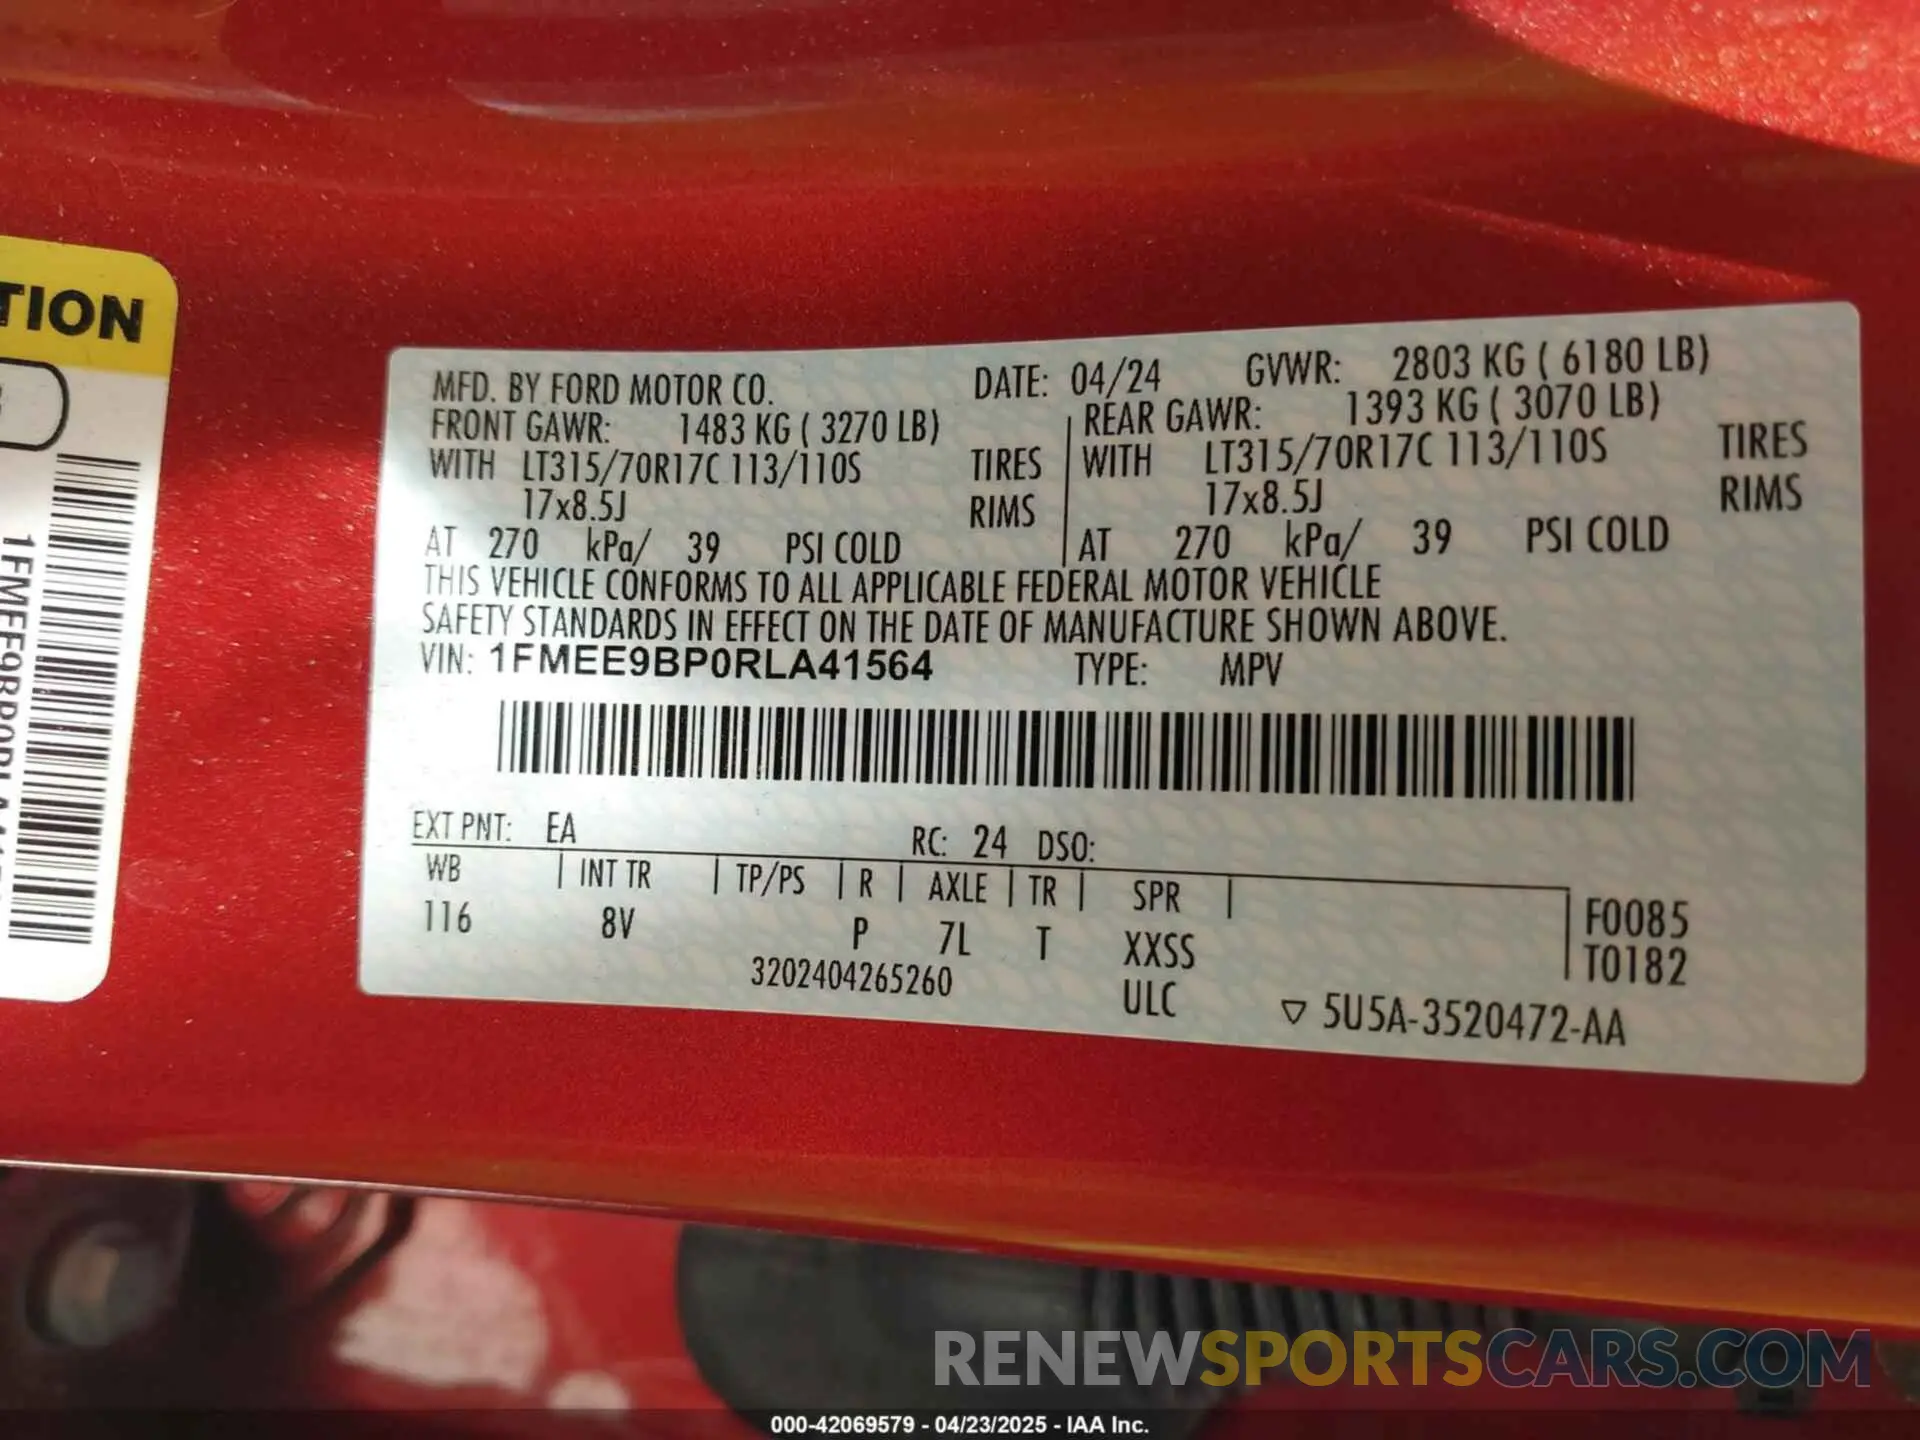 TION
1FMEE9BP0RLA41564
MFD. BY FORD MOTOR CO. DATE: 04/24 GVWR: 2803 KG ( 6180 LB)
FRONT GAWR: 1483 KG ( 3270 LB) REAR GAWR: 1393 KG ( 3070 LB)
WITH LT315/70R17C 113/110S TIRES WITH LT315/70R17C 113/110S TIRES
17x8.5J RIMS 17x8.5J RIMS
AT 270 kPa/ 39 PSI COLD AT 270 kPa/ 39 PSI COLD
THIS VEHICLE CONFORMS TO ALL APPLICABLE FEDERAL MOTOR VEHICLE
SAFETY STANDARDS IN EFFECT ON THE DATE OF MANUFACTURE SHOWN ABOVE.
VIN: 1FMEE9BP0RLA41564 TYPE: MPV
EXT PNT: EA RC: 24 DSO:
WB | INT TR | TP/PS | R | AXLE | TR | SPR |
116 8V P 7L T XXSS F0085
T0182
3202404265260 ULC ▽ 5U5A-3520472-AA
RENEWSPORTSCARS.COM
000-42069579 - 04/23/2025 - IAA Inc.